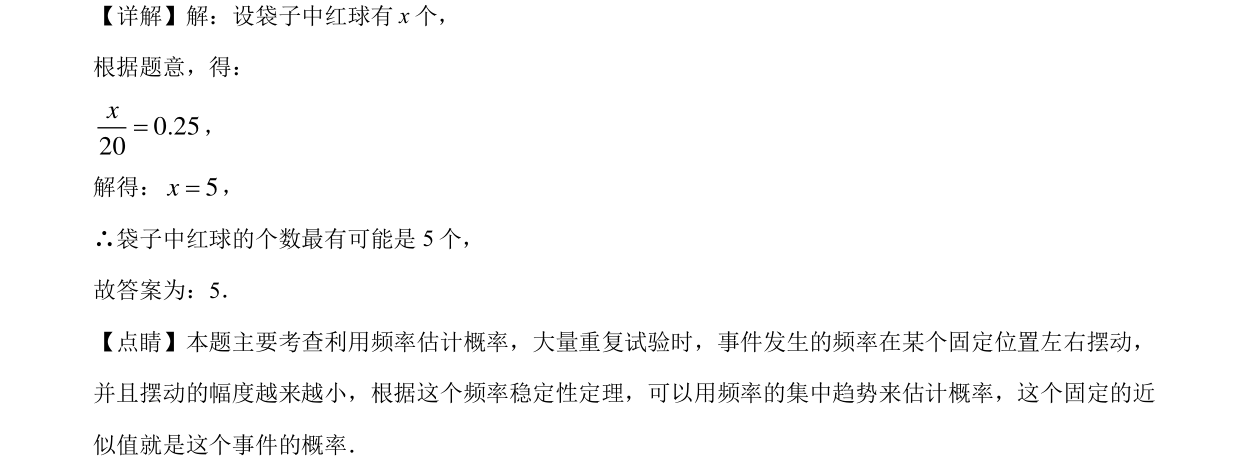 【详解】解：设袋子中红球有 x 个，
根据题意，得：
x/20 = 0.25，
解得： x = 5，
∴袋子中红球的个数最有可能是 5 个，
故答案为：5．
【点睛】本题主要考查利用频率估计概率，大量重复试验时，事件发生的频率在某个固定位置左右摆动，
并且摆动的幅度越来越小，根据这个频率稳定性定理，可以用频率的集中趋势来估计概率，这个固定的近
似值就是这个事件的概率．